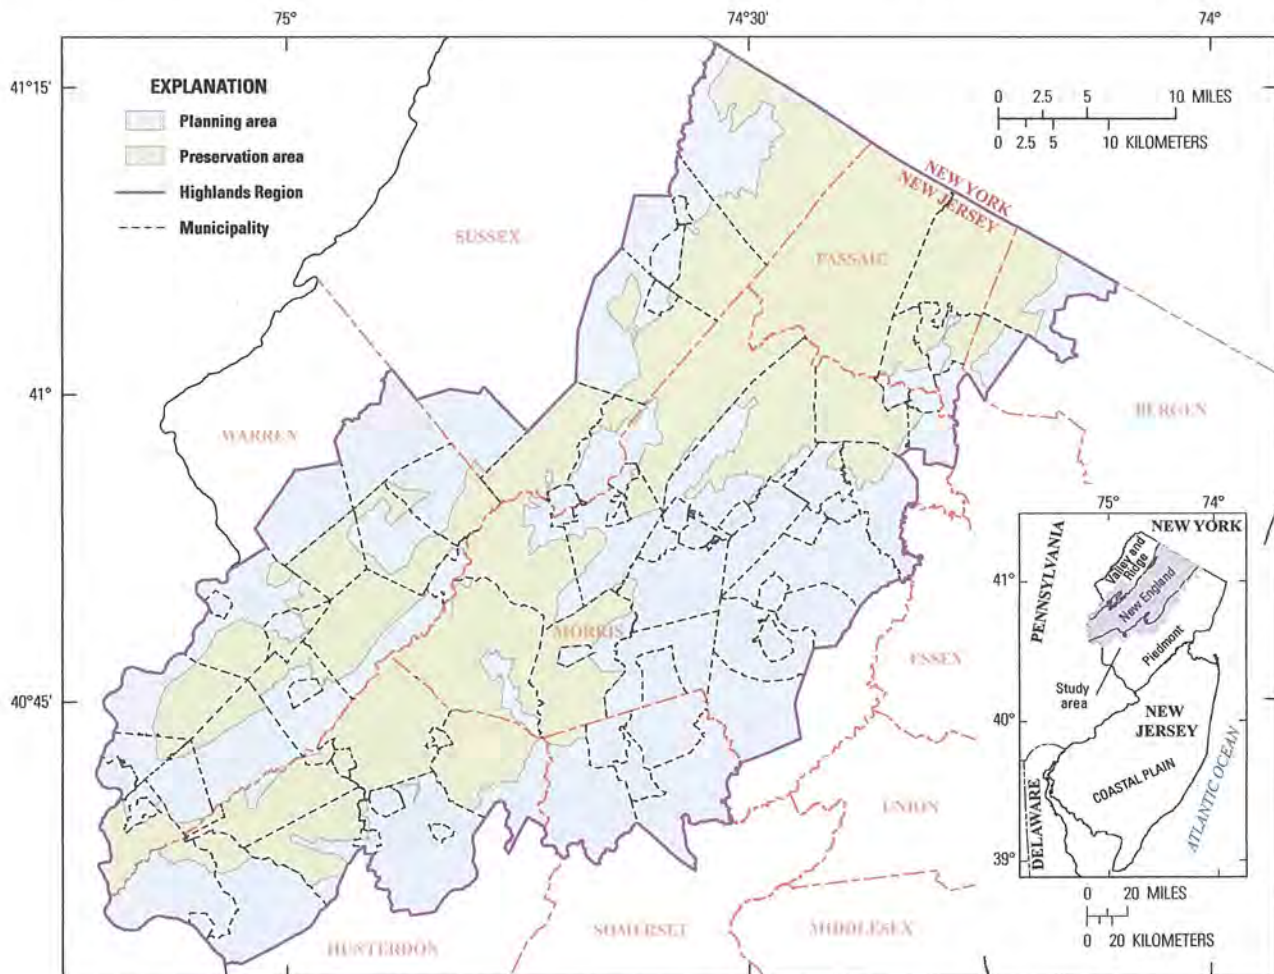 75°
74°30'
74°
41°15'
41°
40°45'
EXPLANATION
Planning area
Preservation area
Highlands Region
Municipality
0 2.5 5 10 MILES
0 2.5 5 10 KILOMETERS
NEW YORK
NEW JERSEY
SUSSEX
PASSAIC
WARREN
BERGEN
MORRIS
ESSEX
UNION
HUNTERDON
SOMERSET
MIDDLESEX
75°
74°
NEW YORK
PENNSYLVANIA
Valley and
Ridge
New England
41°
Piedmont
Study
area
40°
NEW
JERSEY
COASTAL PLAIN
ATLANTIC OCEAN
DELAWARE
39°
0 20 MILES
0 20 KILOMETERS